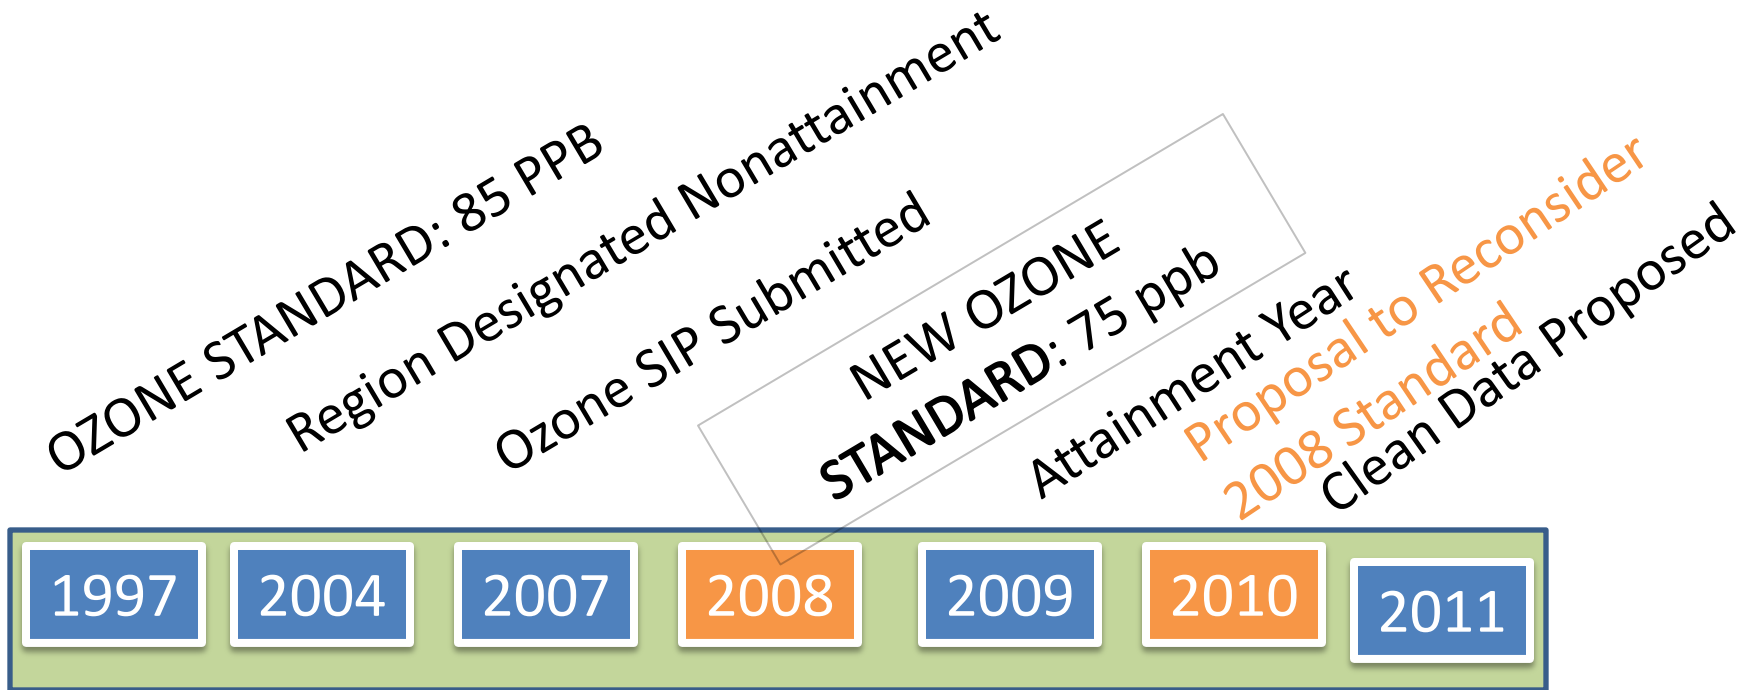 OZONE STANDARD: 85 PPB
Region Designated Nonattainment
Ozone SIP Submitted
NEW OZONE
STANDARD: 75 ppb
Attainment Year
Proposal to Reconsider
2008 Standard
Clean Data Proposed
1997
2004
2007
2008
2009
2010
2011